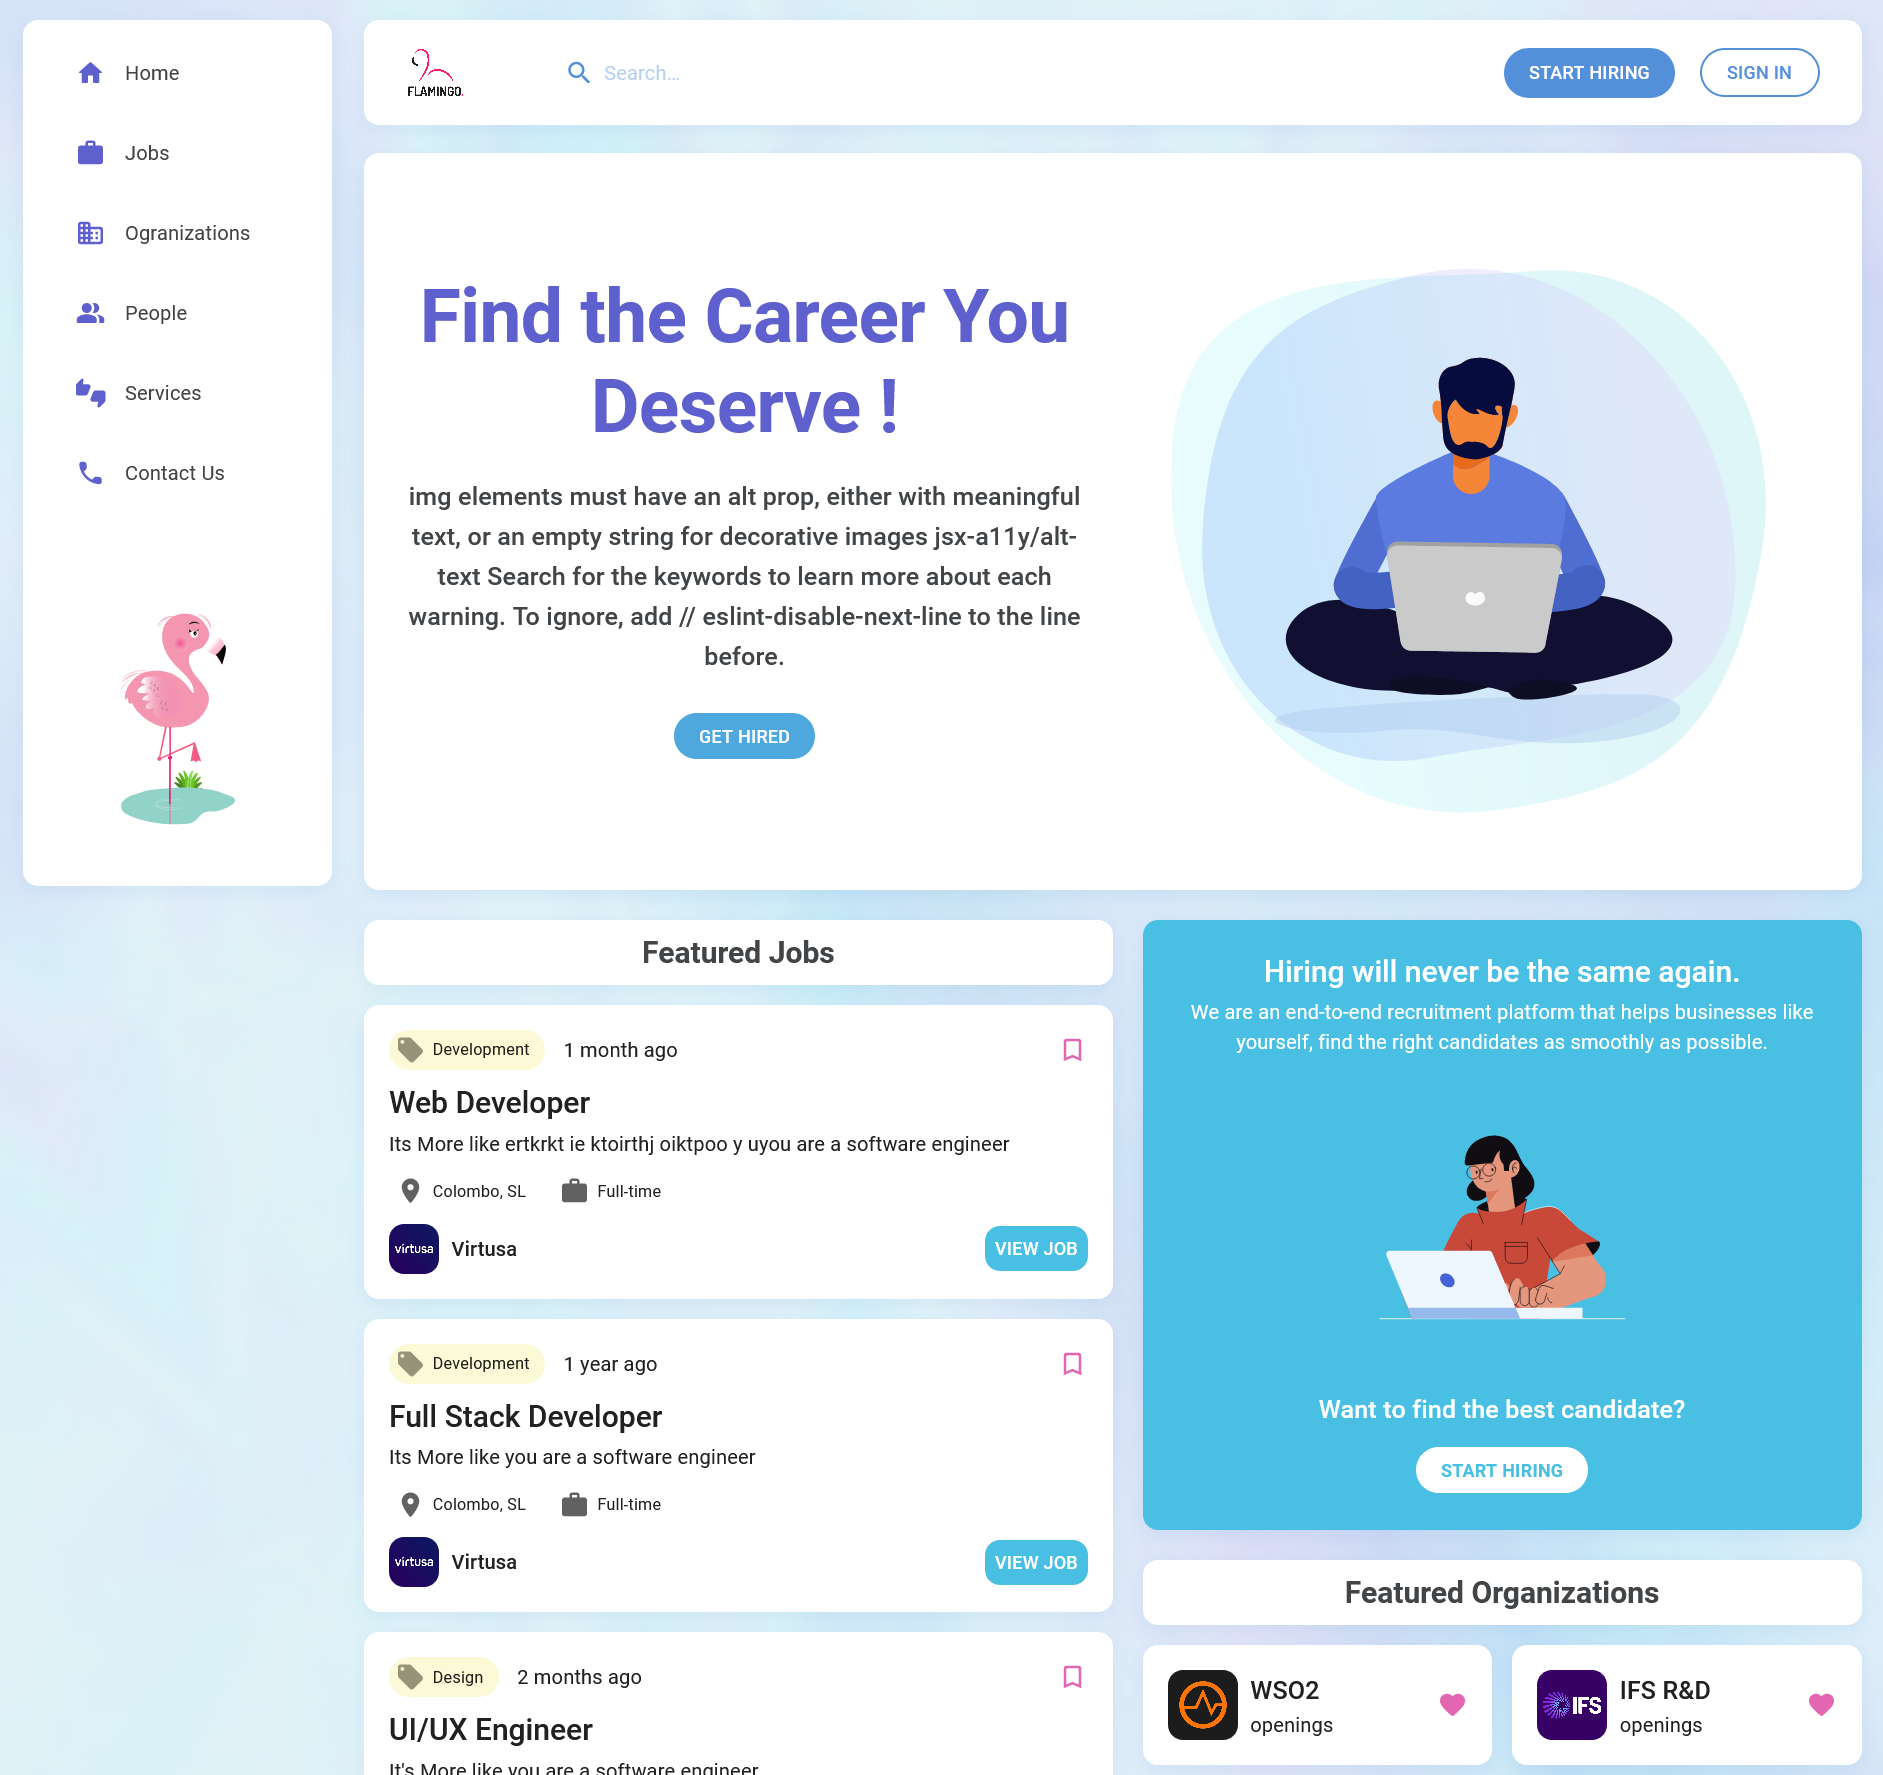 Home
Jobs
Ogranizations
People
Services
Contact Us
FLAMINGO.
Search...
START HIRING
SIGN IN
Find the Career You
Deserve !
img elements must have an alt prop, either with meaningful
text, or an empty string for decorative images jsx-a11y/alt-
text Search for the keywords to learn more about each
warning. To ignore, add // eslint-disable-next-line to the line
before.
GET HIRED
Featured Jobs
Development
1 month ago
Web Developer
Its More like ertkrkt ie ktoirthj oiktpoo y uyou are a software engineer
Colombo, SL
Full-time
virtusa
Virtusa
VIEW JOB
Development
1 year ago
Full Stack Developer
Its More like you are a software engineer
Colombo, SL
Full-time
virtusa
Virtusa
VIEW JOB
Design
2 months ago
UI/UX Engineer
It's More like you are a software engineer
Hiring will never be the same again.
We are an end-to-end recruitment platform that helps businesses like
yourself, find the right candidates as smoothly as possible.
Want to find the best candidate?
START HIRING
Featured Organizations
WSO2
openings
IFS
IFS R&D
openings